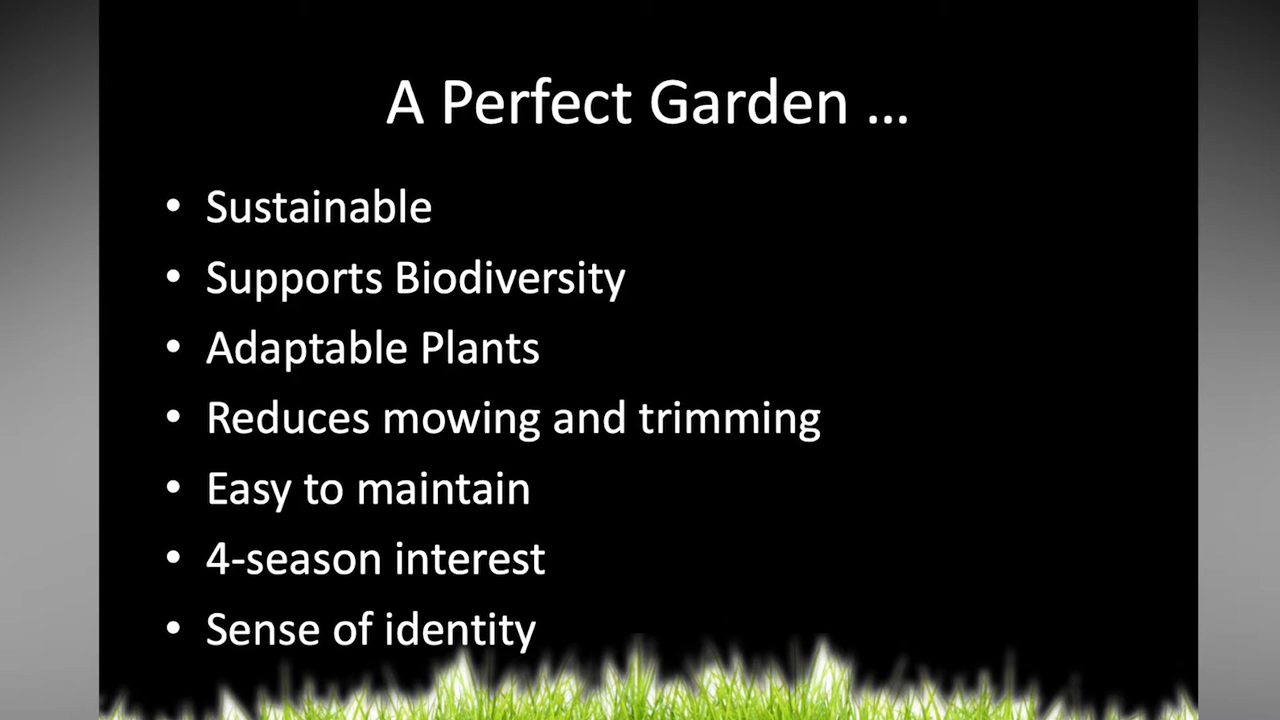 A Perfect Garden ...
• Sustainable
• Supports Biodiversity
• Adaptable Plants
• Reduces mowing and trimming
• Easy to maintain
• 4-season interest
• Sense of identity